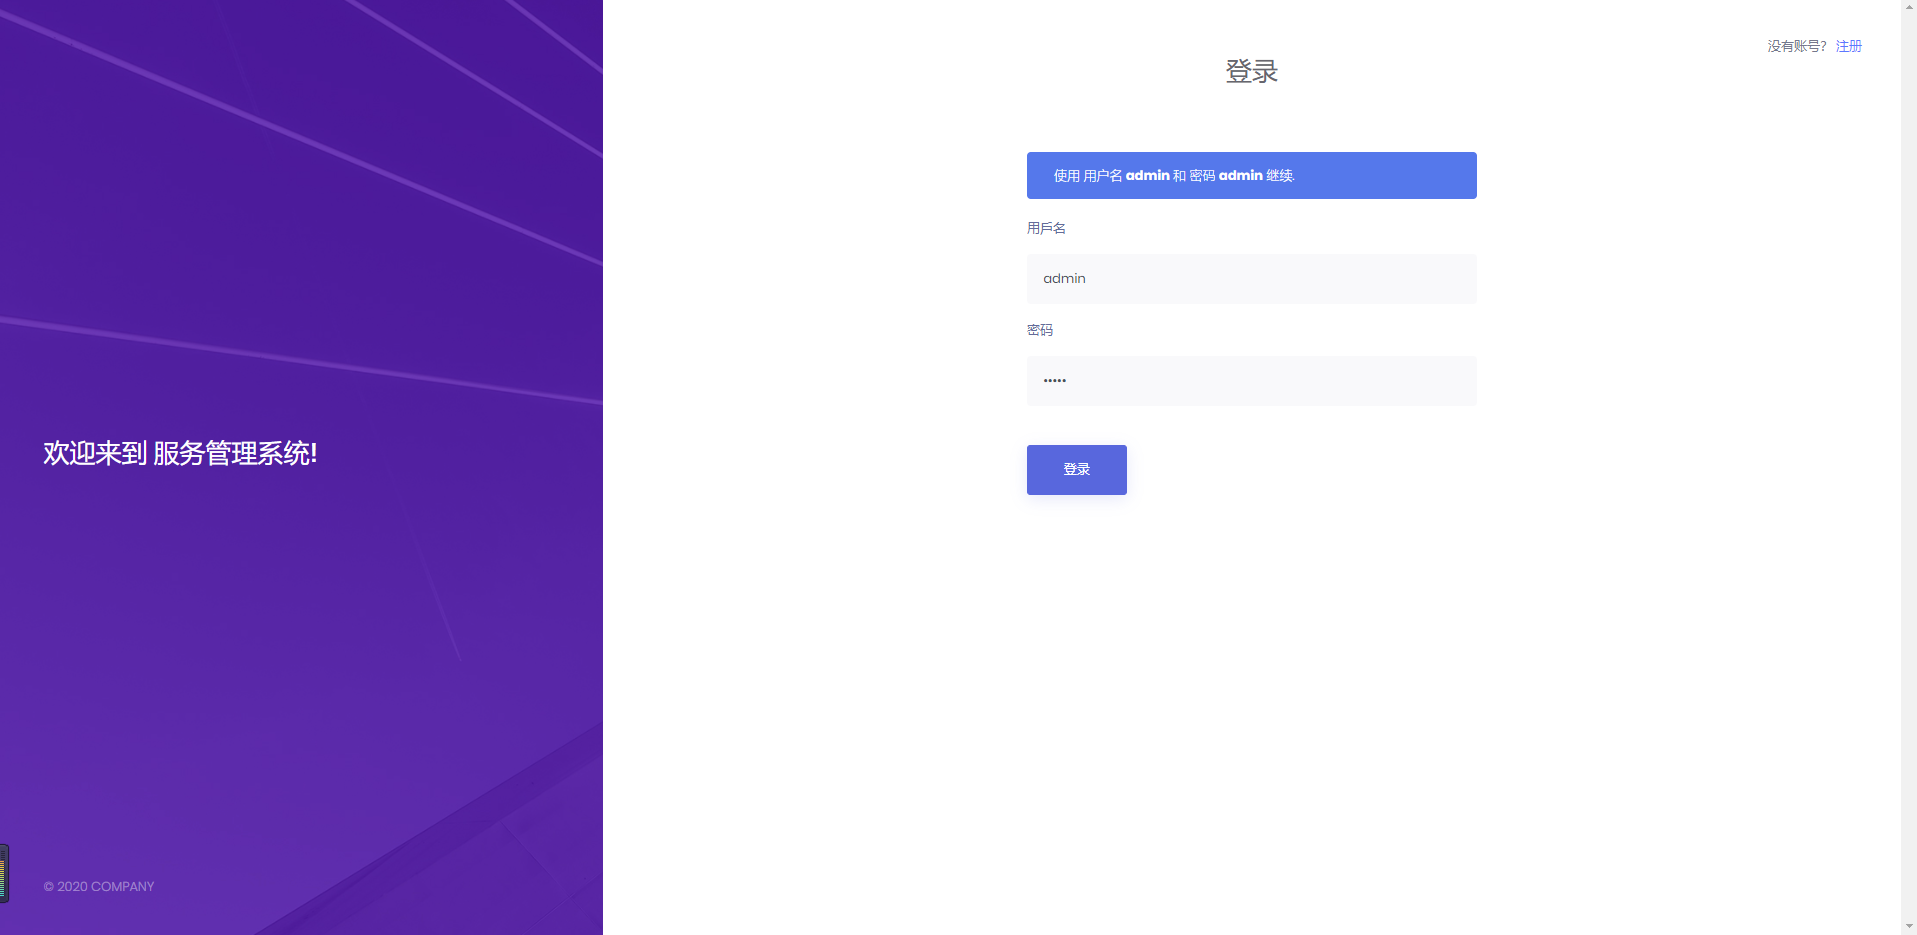 没有账号? 注册
登录
使用 用户名 admin 和 密码 admin 继续.
用戶名
admin
密码
•••••
登录
欢迎来到 服务管理系统!
© 2020 COMPANY